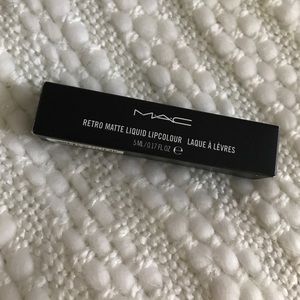 MAC
RETRO MATTE LIQUID LIPCOLOUR LAQUE À LÈVRES
5 ML/0.17 FL OZ ℮